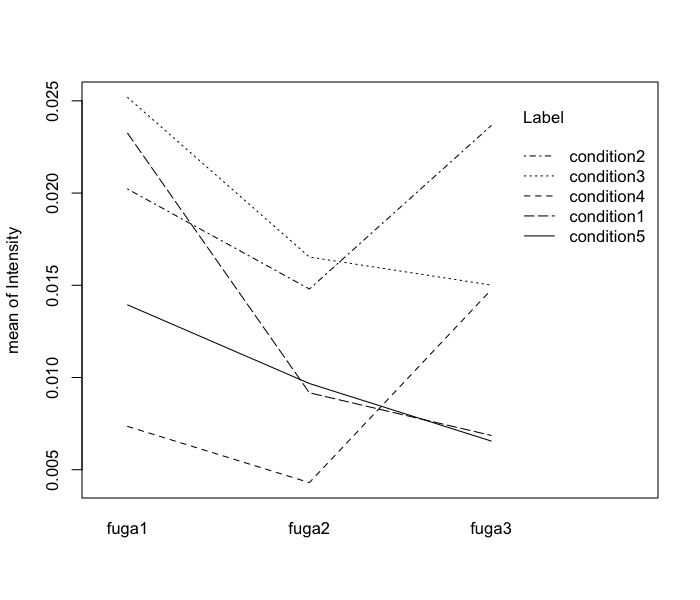 mean of Intensity
0.025
0.020
0.015
0.010
0.005
fuga1
fuga2
fuga3
Label
condition2
condition3
condition4
condition1
condition5